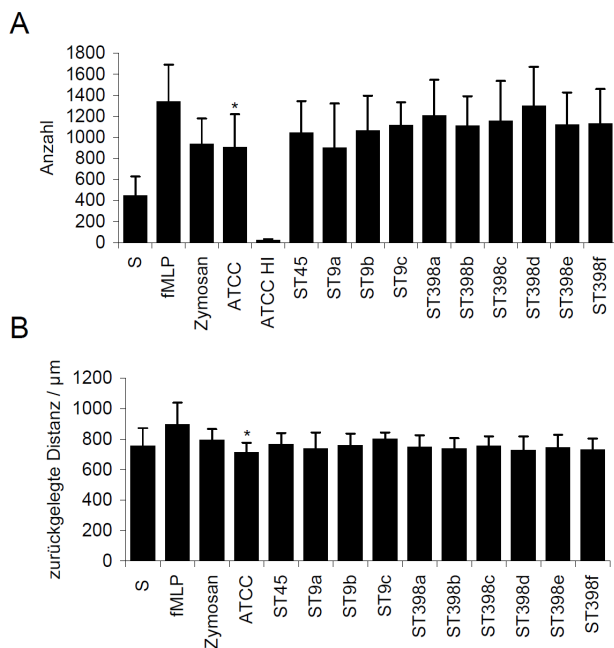 A
Anzahl
1800
1600
1400
1200
1000
800
600
400
200
0
*
S
fMLP
Zymosan
ATCC
ATCC HI
ST45
ST9a
ST9b
ST9c
ST398a
ST398b
ST398c
ST398d
ST398e
ST398f
B
zurückgelegte Distanz / µm
1200
1000
800
600
400
200
0
*
S
fMLP
Zymosan
ATCC
ST45
ST9a
ST9b
ST9c
ST398a
ST398b
ST398c
ST398d
ST398e
ST398f